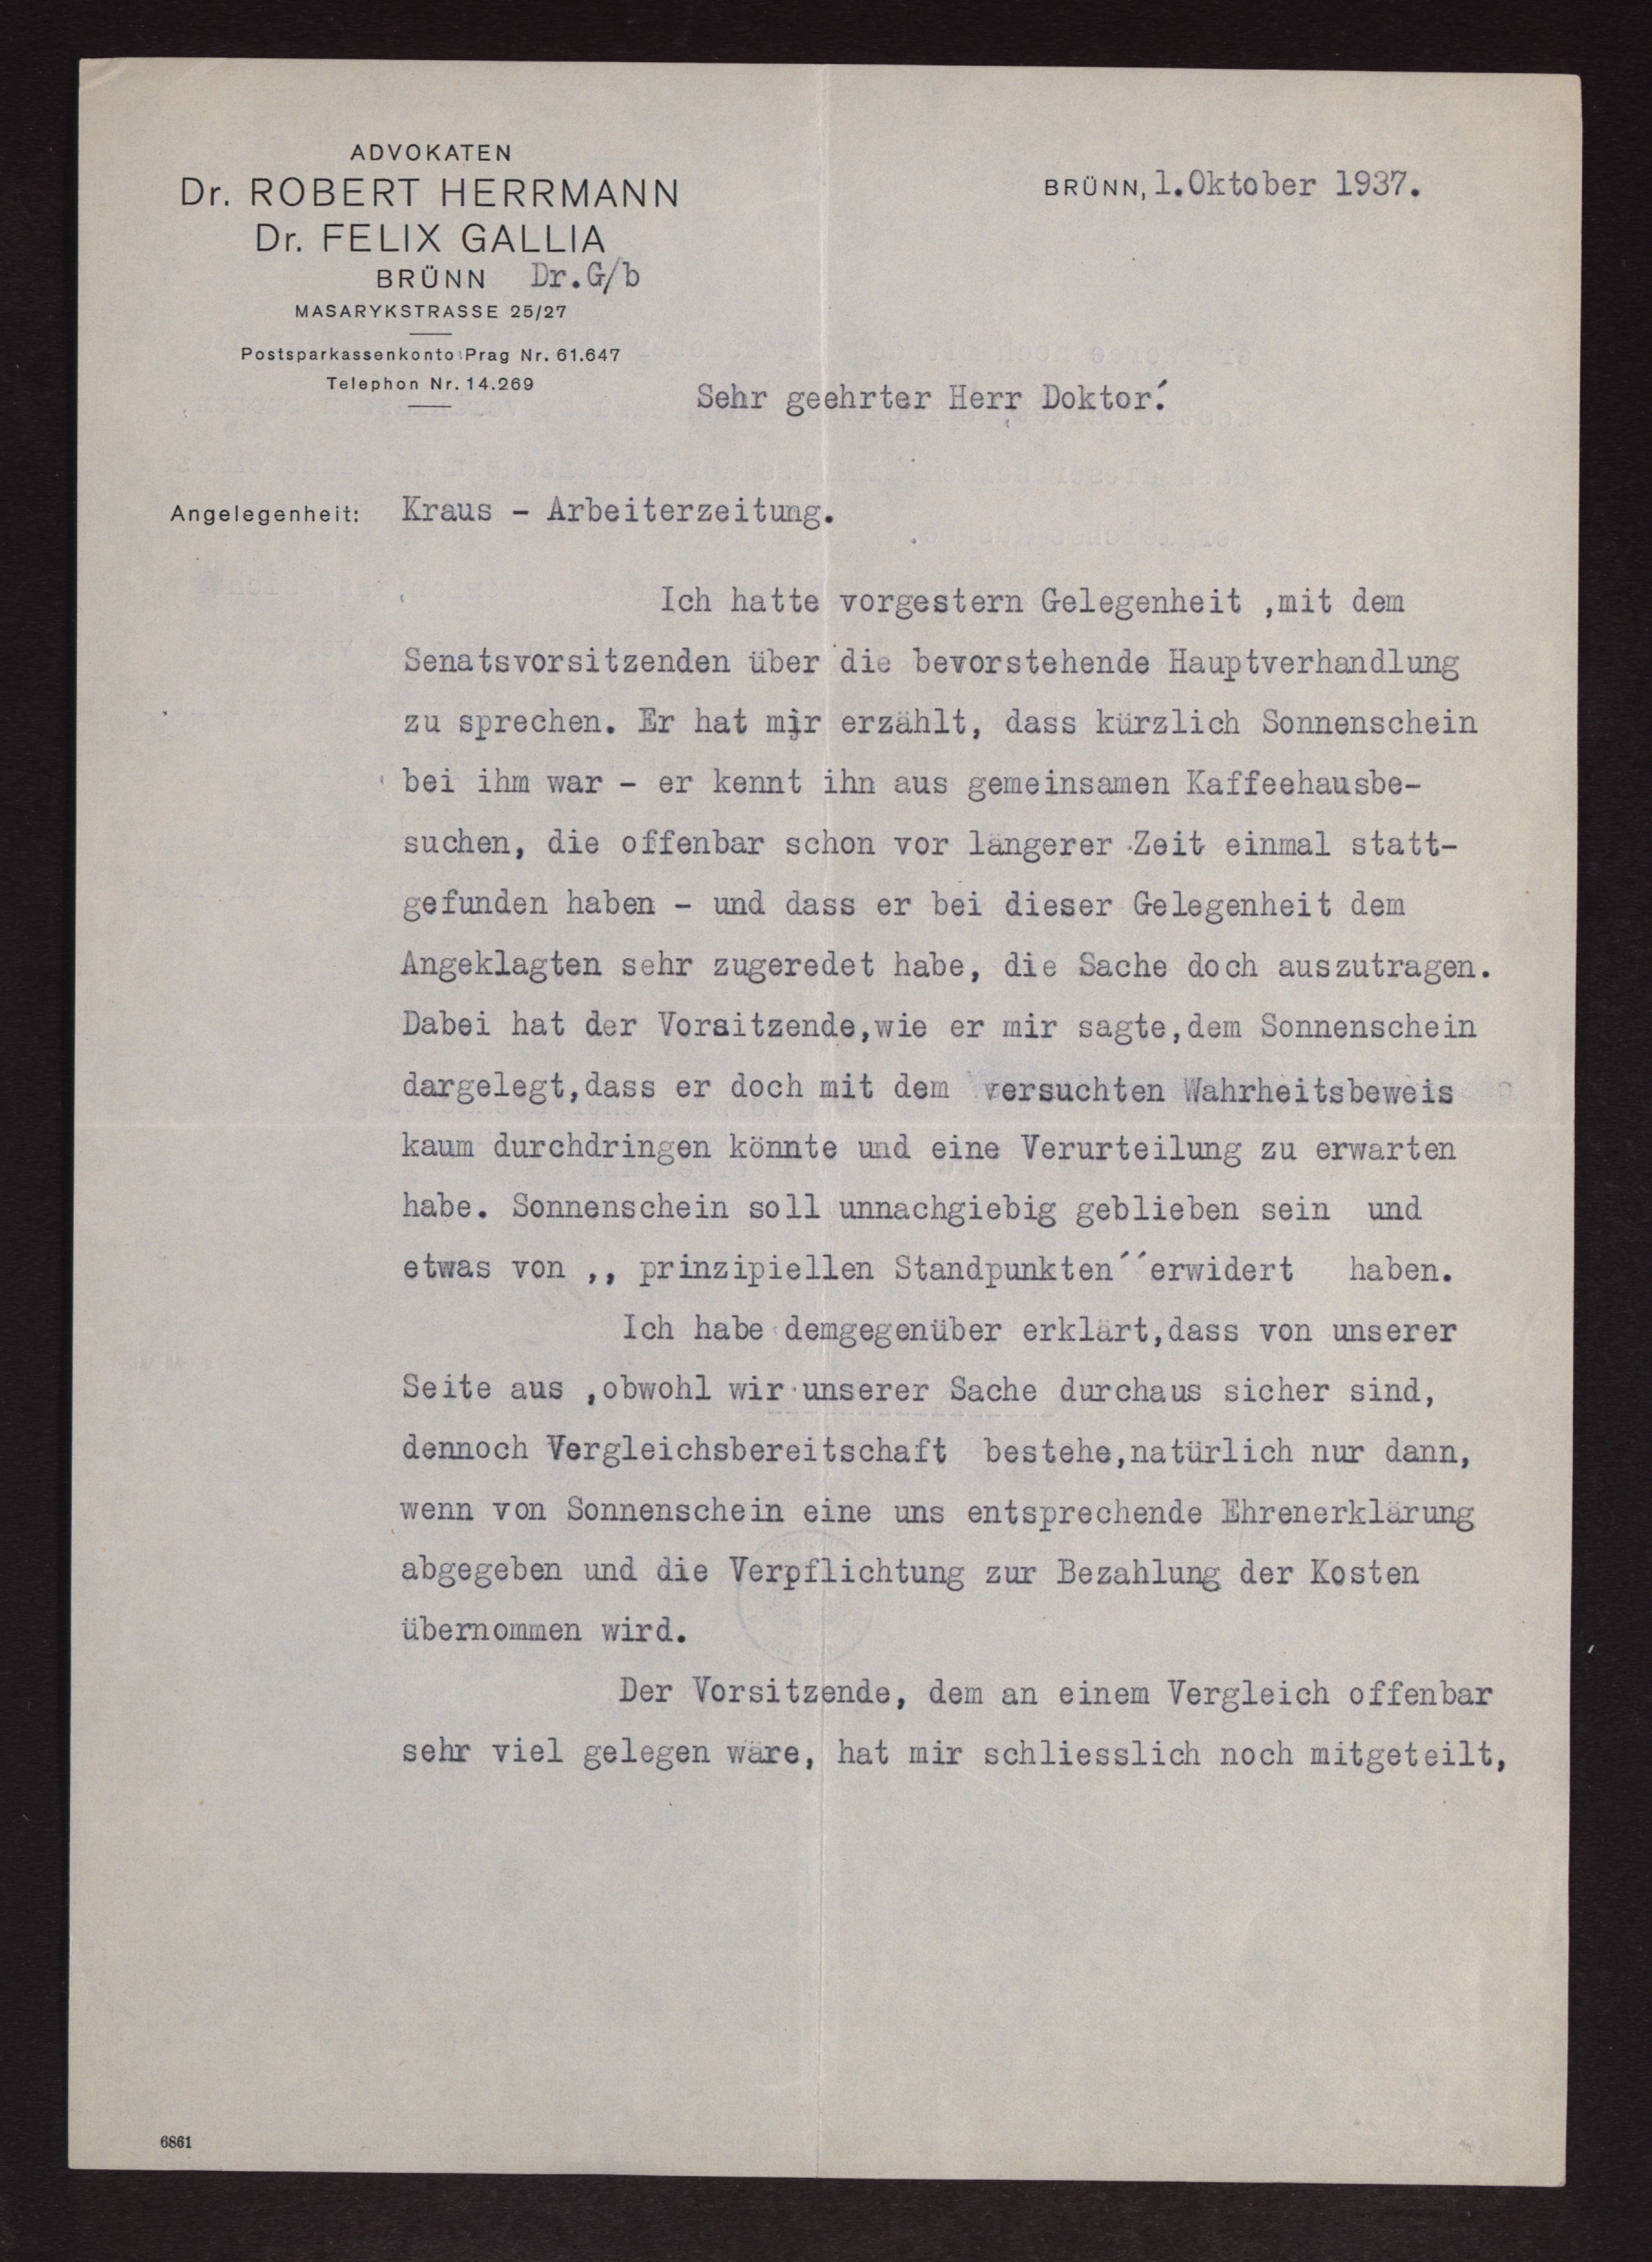 ADVOKATEN
Dr. ROBERT HERRMANN
Dr. FELIX GALLIA
BRÜNN Dr.G/b
MASARYKSTRASSE 25/27
Postsparkassenkonto Prag Nr. 61.647
Telephon Nr. 14.269
BRÜNN, 1.Oktober 1937.
Sehr geehrter Herr Doktor!
Angelegenheit: Kraus - Arbeiterzeitung.
Ich hatte vorgestern Gelegenheit ,mit dem
Senatsvorsitzenden über die bevorstehende Hauptverhandlung
zu sprechen. Er hat mir erzählt, dass kürzlich Sonnenschein
bei ihm war - er kennt ihn aus gemeinsamen Kaffeehausbe-
suchen, die offenbar schon vor längerer Zeit einmal statt-
gefunden haben - und dass er bei dieser Gelegenheit dem
Angeklagten sehr zugeredet habe, die Sache doch auszutragen.
Dabei hat der Vorsitzende,wie er mir sagte,dem Sonnenschein
dargelegt,dass er doch mit dem versuchten Wahrheitsbeweis
kaum durchdringen könnte und eine Verurteilung zu erwarten
habe. Sonnenschein soll unnachgiebig geblieben sein und
etwas von ,, prinzipiellen Standpunkten´´erwidert haben.
Ich habe demgegenüber erklärt,dass von unserer
Seite aus ,obwohl wir unserer Sache durchaus sicher sind,
dennoch Vergleichsbereitschaft bestehe,natürlich nur dann,
wenn von Sonnenschein eine uns entsprechende Ehrenerklärung
abgegeben und die Verpflichtung zur Bezahlung der Kosten
übernommen wird.
Der Vorsitzende, dem an einem Vergleich offenbar
sehr viel gelegen wäre, hat mir schliesslich noch mitgeteilt,
6861